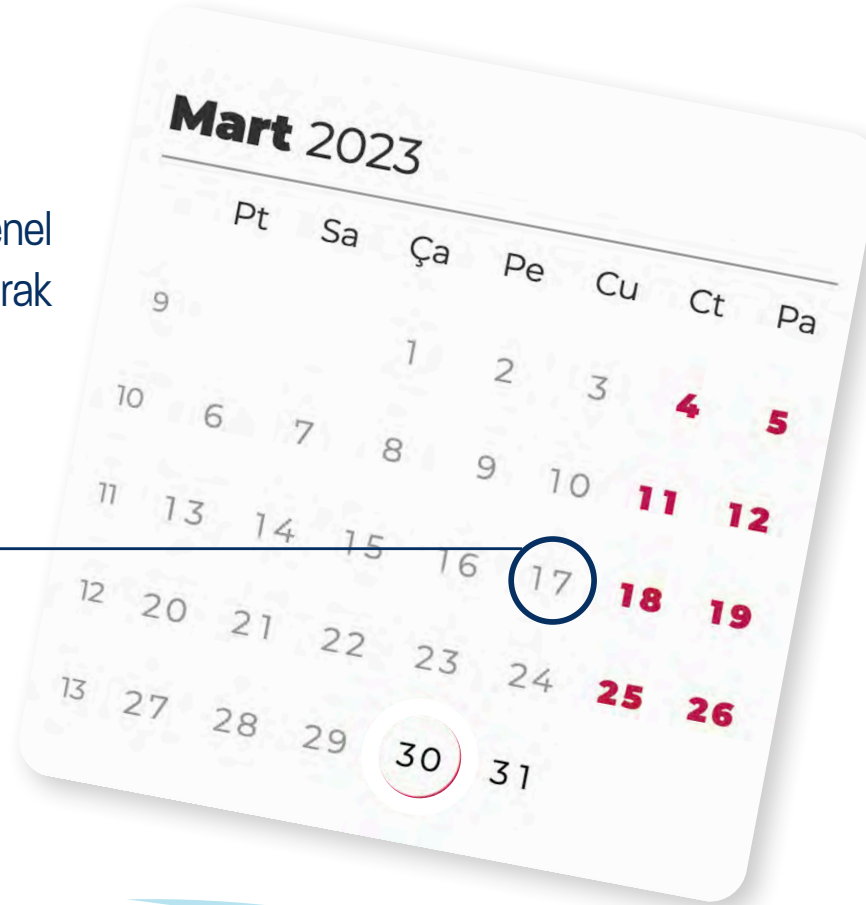 Mart 2023
enel
rak
Pt Sa Ça Pe Cu Ct Pa
9 1 2 3 4 5
10 6 7 8 9 10 11 12
11 13 14 15 16 17 18 19
12 20 21 22 23 24 25 26
13 27 28 29 30 31